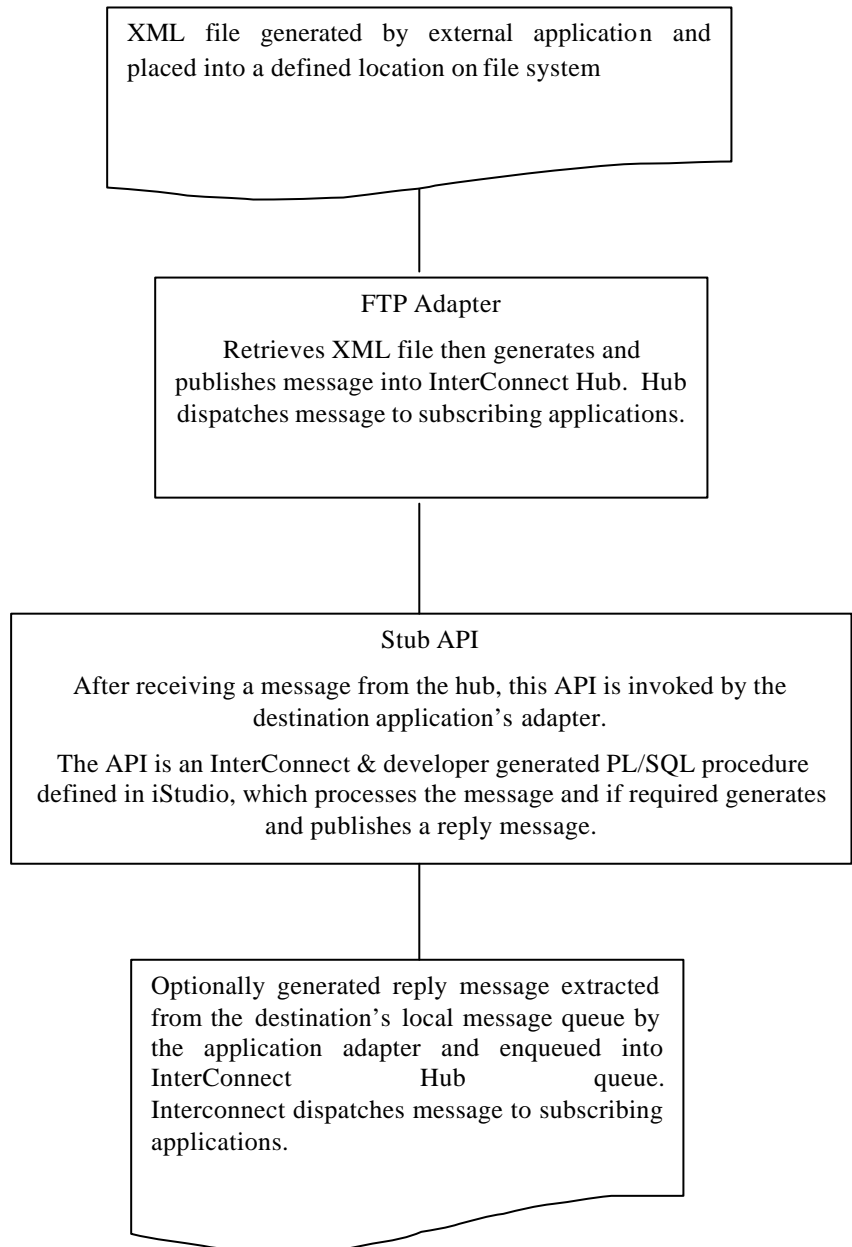 XML file generated by external application and
placed into a defined location on file system
FTP Adapter
Retrieves XML file then generates and
publishes message into InterConnect Hub.  Hub
dispatches message to subscribing applications.
Stub API
After receiving a message from the hub, this API is invoked by the
destination application’s adapter.
The API is an InterConnect & developer generated PL/SQL procedure
defined in iStudio, which processes the message and if required generates
and publishes a reply message.
Optionally generated reply message extracted
from the destination’s local message queue by
the application adapter and enqueued into
InterConnect Hub queue.
Interconnect dispatches message to subscribing
applications.